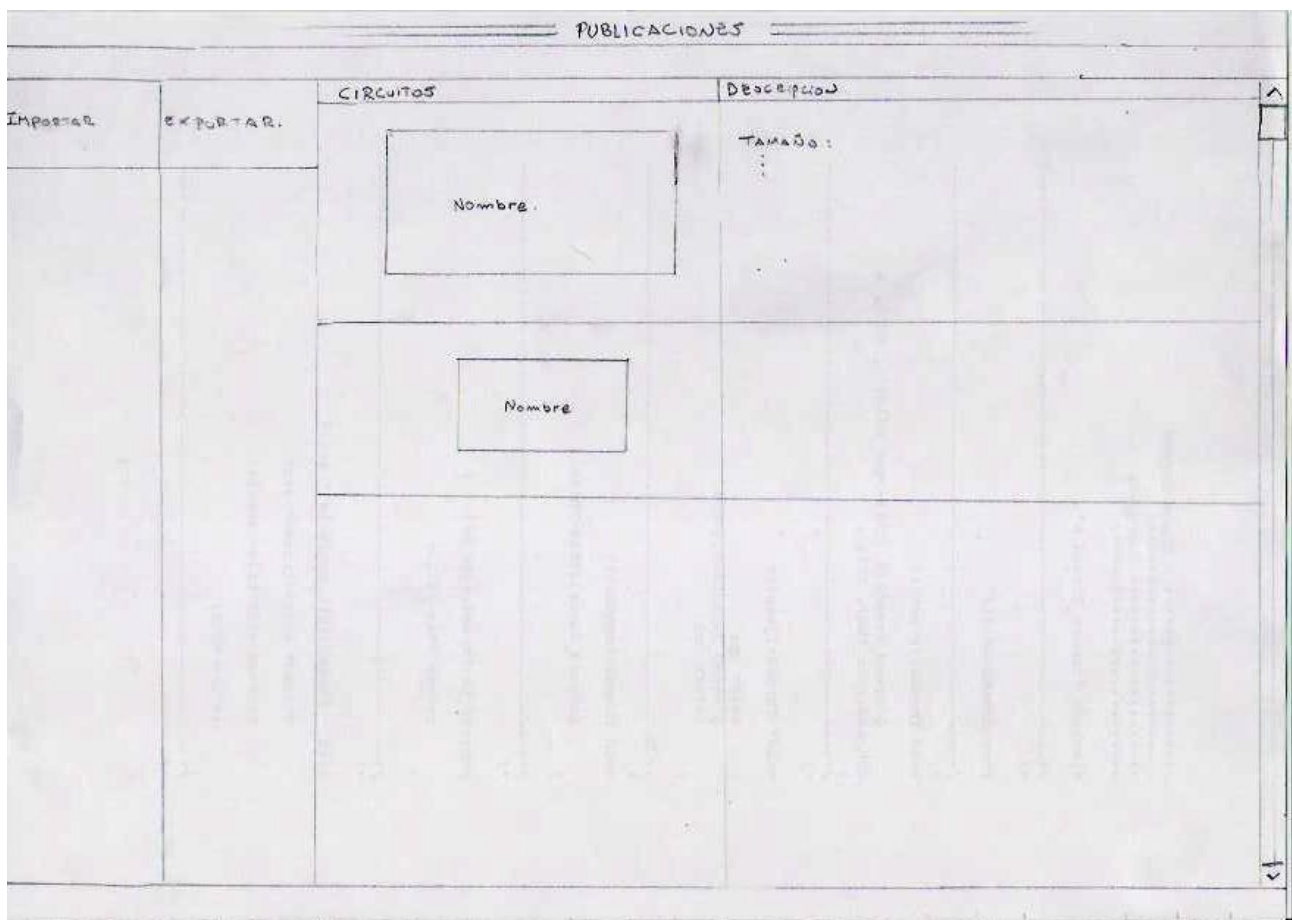 PUBLICACIONES
CIRCUITOS
DESCRIPCION
IMPORTAR
EXPORTAR.
TAMAÑO:
Nombre.
Nombre